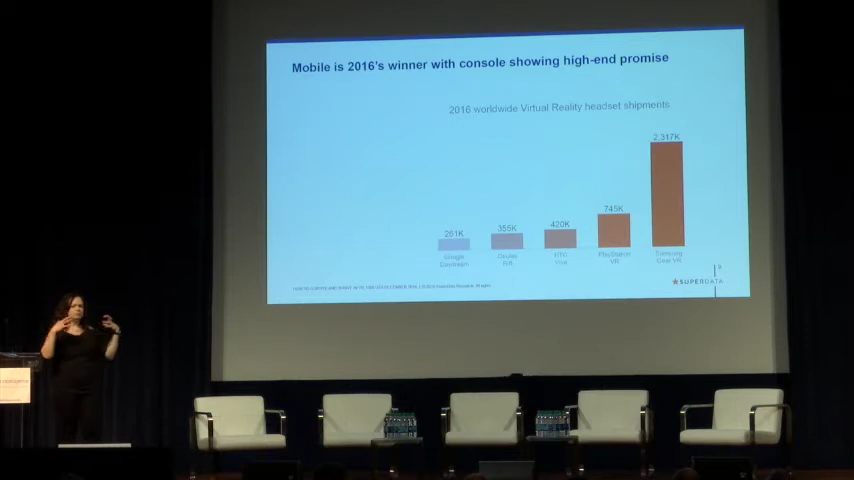 Mobile is 2016's winner with console showing high-end promise
2016 worldwide Virtual Reality headset shipments
2,317K
745K
420K
355K
261K
Google Daydream
Oculus Rift
HTC Vive
PlayStation VR
Samsung Gear VR
9
SUPERDATA